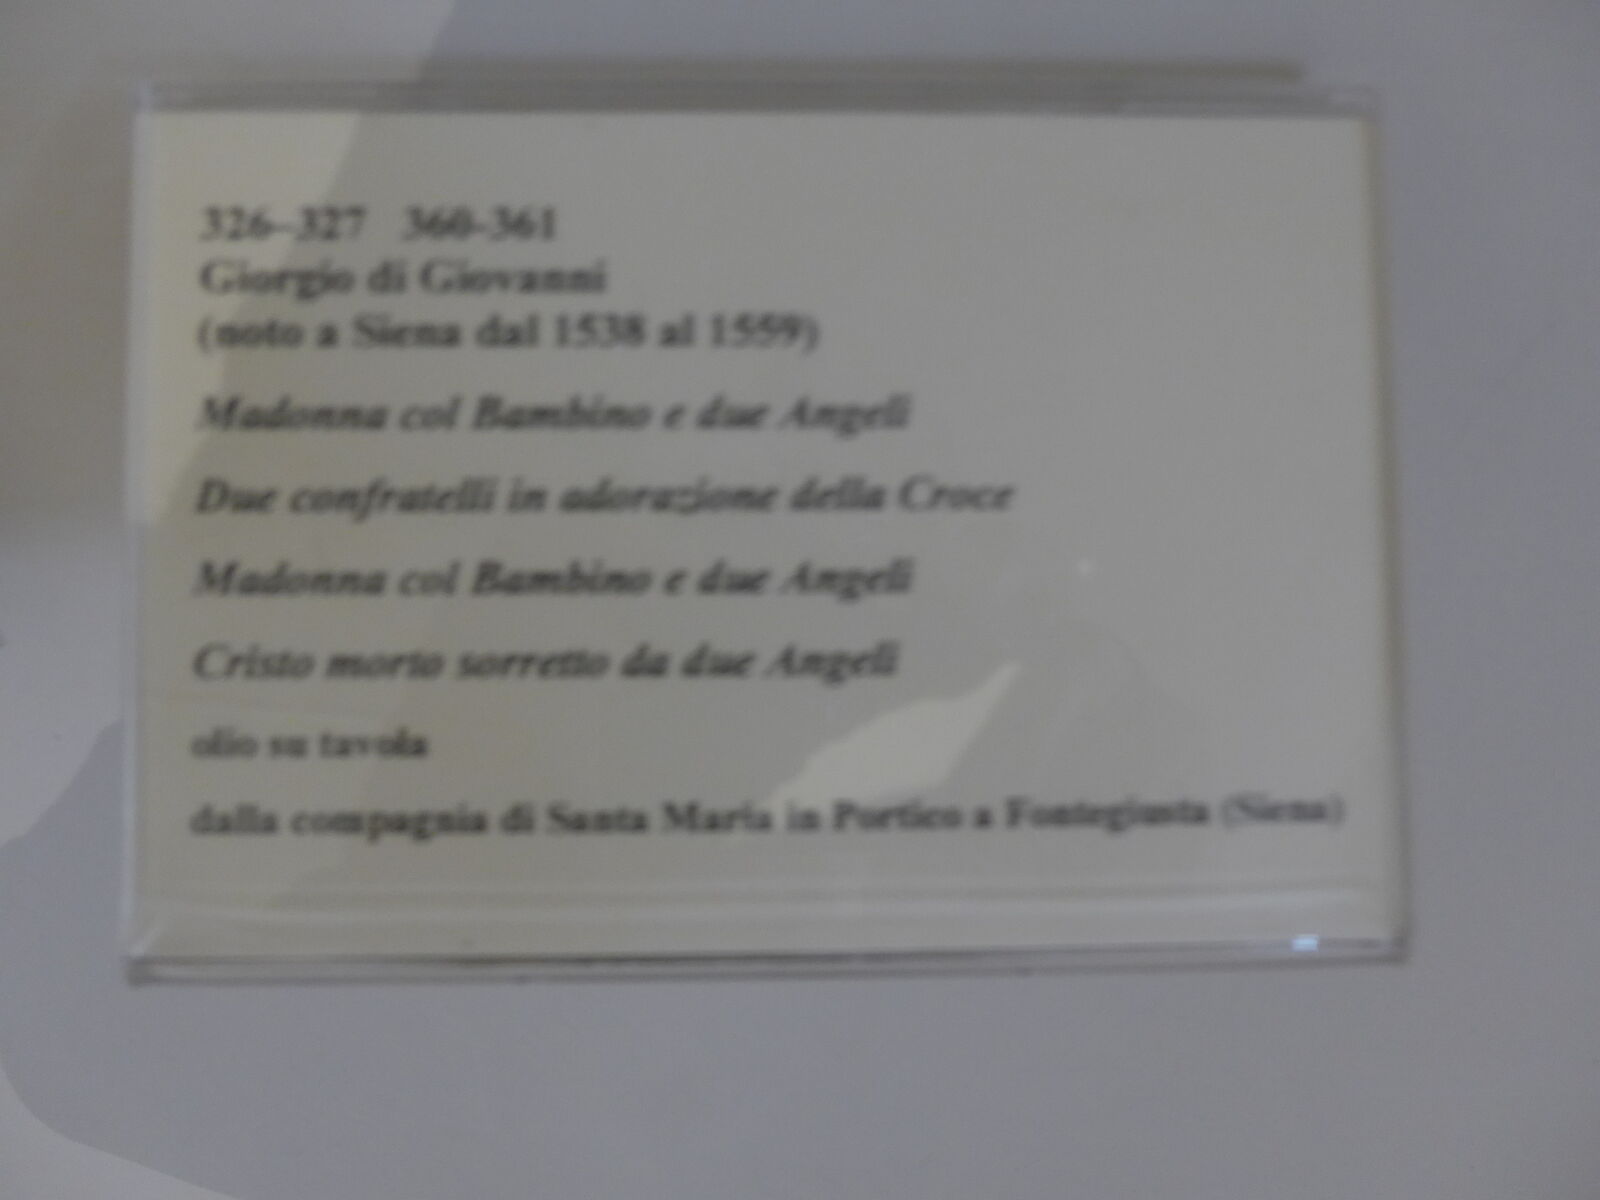 326–327 360-361
Giorgio di Giovanni
(noto a Siena dal 1538 al 1559)
Madonna col Bambino e due Angeli
Due confratelli in adorazione della Croce
Madonna col Bambino e due Angeli
Cristo morto sorretto da due Angeli
olio su tavola
dalla compagnia di Santa Maria in Portico a Fontegiusta (Siena)